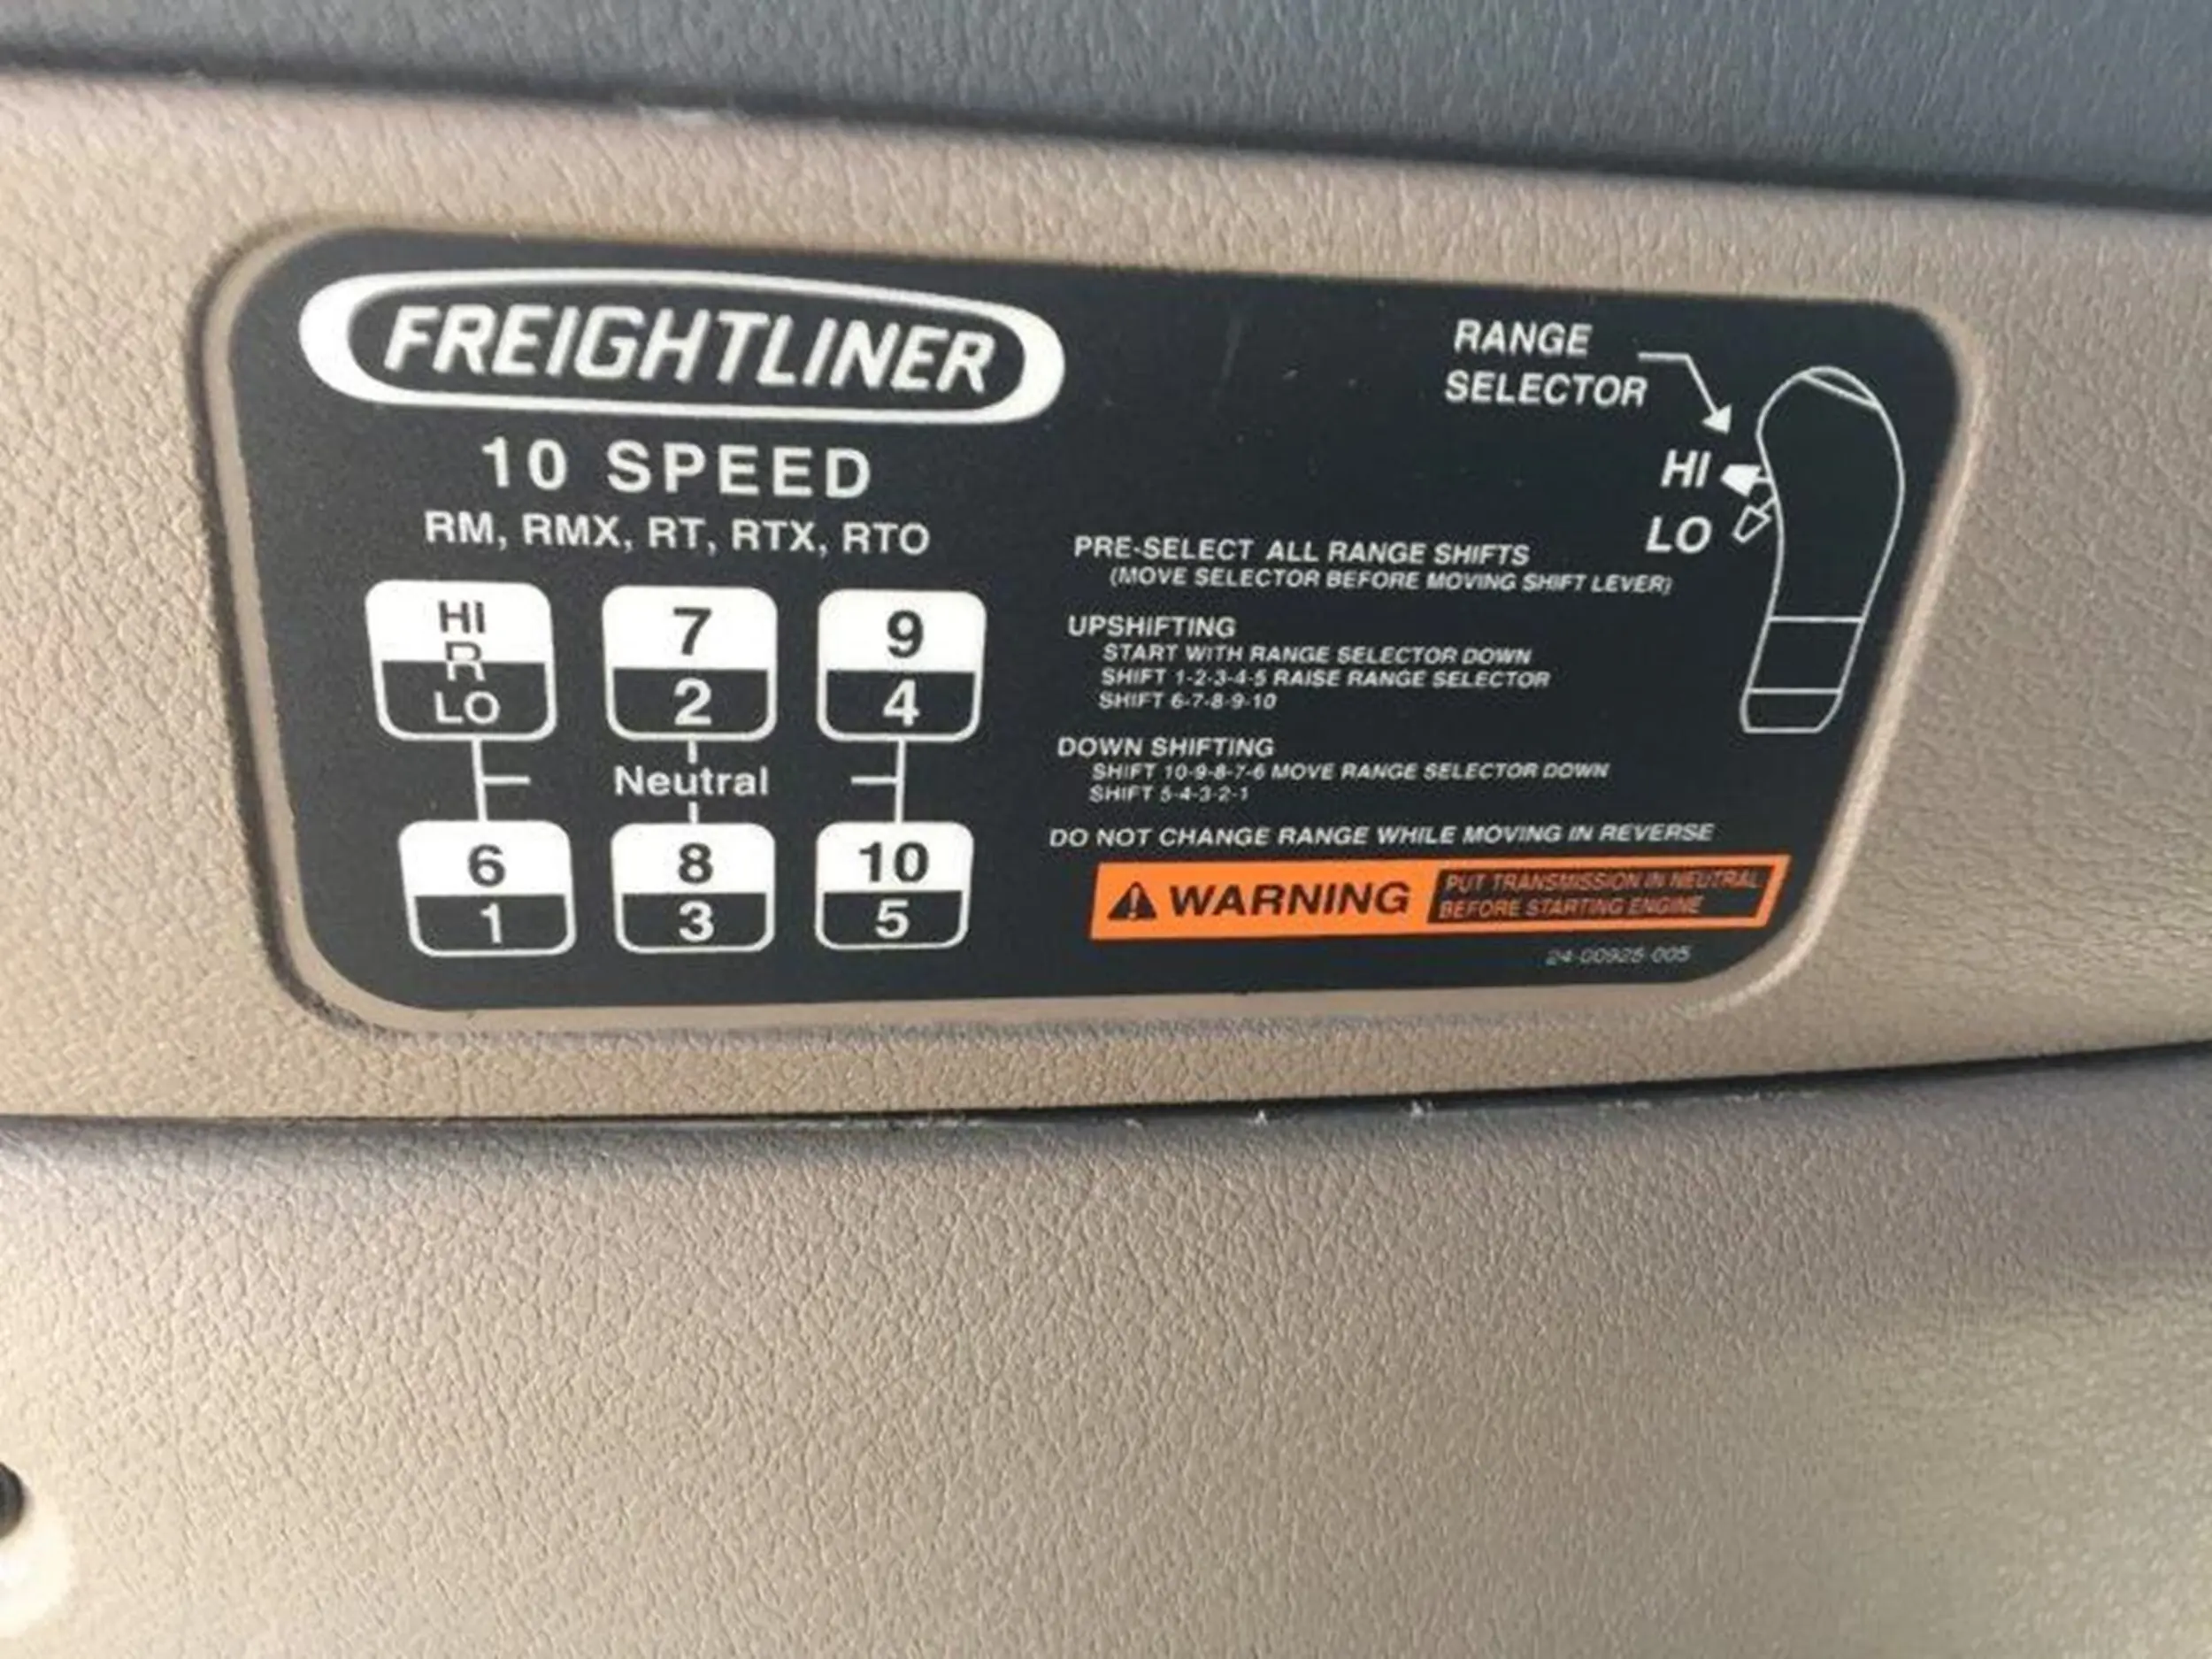 FREIGHTLINER
10 SPEED
RM, RMX, RT, RTX, RTO
HI
R
LO
7
2
9
4
Neutral
6
1
8
3
10
5
RANGE
SELECTOR
HI
LO
PRE-SELECT ALL RANGE SHIFTS
(MOVE SELECTOR BEFORE MOVING SHIFT LEVER)
UPSHIFTING
START WITH RANGE SELECTOR DOWN
SHIFT 1-2-3-4-5 RAISE RANGE SELECTOR
SHIFT 6-7-8-9-10
DOWN SHIFTING
SHIFT 10-9-8-7-6 MOVE RANGE SELECTOR DOWN
SHIFT 5-4-3-2-1
DO NOT CHANGE RANGE WHILE MOVING IN REVERSE
WARNING
PUT TRANSMISSION IN NEUTRAL
BEFORE STARTING ENGINE
24-00925-005